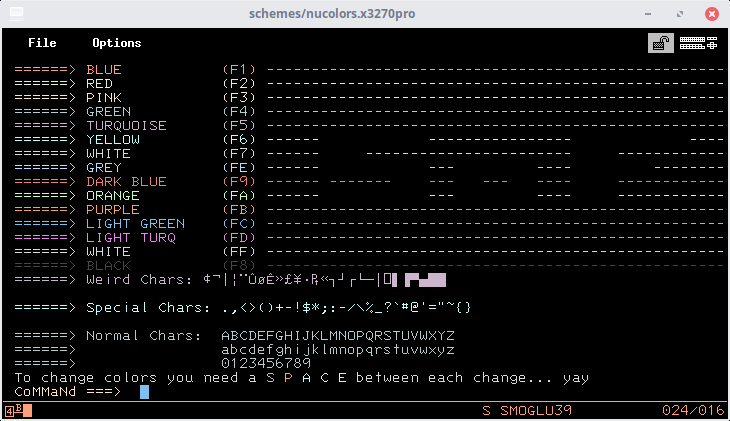 schemes/nucolors.x3270pro
File Options
======> BLUE (F1) ------------------------------------------------------
======> RED (F2) ------------------------------------------------------
======> PINK (F3) ------------------------------------------------------
======> GREEN (F4) ------------------------------------------------------
======> TURQUOISE (F5) ------------------------------------------------------
======> YELLOW (F6) ------ -------------- ------------
======> WHITE (F7) ---- ---------------- --------------
======> GREY (FE) ------ --- ------
======> DARK BLUE (F9) ------ ---- --- --- ---- ------
======> ORANGE (FA) ------------------------------------------------------
======> PURPLE (FB) ------------------------------------------------------
======> LIGHT GREEN (FC) ------------------------------------------------------
======> LIGHT TURQ (FD) ------------------------------------------------------
======> WHITE (FF) ------------------------------------------------------
======> BLACK (F8) ------------------------------------------------------
======> Weird Chars:
======> Special Chars: .,<>()+-!$*;:-/\%_?`#@'="~{}
======> Normal Chars: ABCDEFGHIJKLMNOPQRSTUVWXYZ
======> abcdefghijklmnopqrstuvwxyz
======> 0123456789
To change colors you need a S P A C E between each change... yay
CoMMaNd ===>
4 B S SMOGLU39 024/016